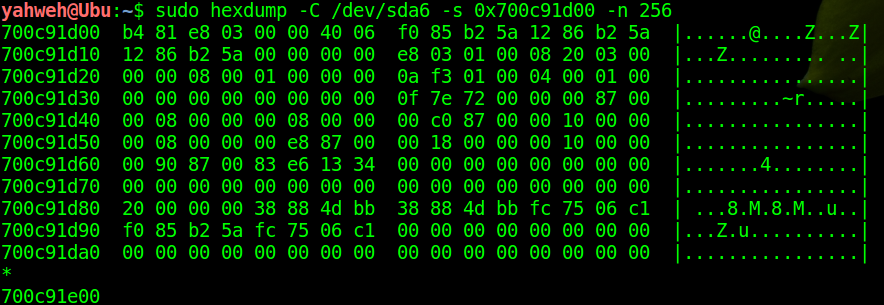 yahweh@Ubu:~$ sudo hexdump -C /dev/sda6 -s 0x700c91d00 -n 256
700c91d00  b4 81 e8 03 00 00 40 06  f0 85 b2 5a 12 86 b2 5a  |......@....Z...Z|
700c91d10  12 86 b2 5a 00 00 00 00  e8 03 01 00 08 20 03 00  |...Z......... ..|
700c91d20  00 00 08 00 01 00 00 00  0a f3 01 00 04 00 01 00  |................|
700c91d30  00 00 00 00 00 00 00 00  0f 7e 72 00 00 00 87 00  |.........~r.....|
700c91d40  00 08 00 00 00 08 00 00  00 c0 87 00 00 10 00 00  |................|
700c91d50  00 08 00 00 00 e8 87 00  00 18 00 00 00 10 00 00  |................|
700c91d60  00 90 87 00 83 e6 13 34  00 00 00 00 00 00 00 00  |.......4........|
700c91d70  00 00 00 00 00 00 00 00  00 00 00 00 00 00 00 00  |................|
700c91d80  20 00 00 00 38 88 4d bb  38 88 4d bb fc 75 06 c1  | ...8.M.8.M..u..|
700c91d90  f0 85 b2 5a fc 75 06 c1  00 00 00 00 00 00 00 00  |...Z.u..........|
700c91da0  00 00 00 00 00 00 00 00  00 00 00 00 00 00 00 00  |................|
*
700c91e00